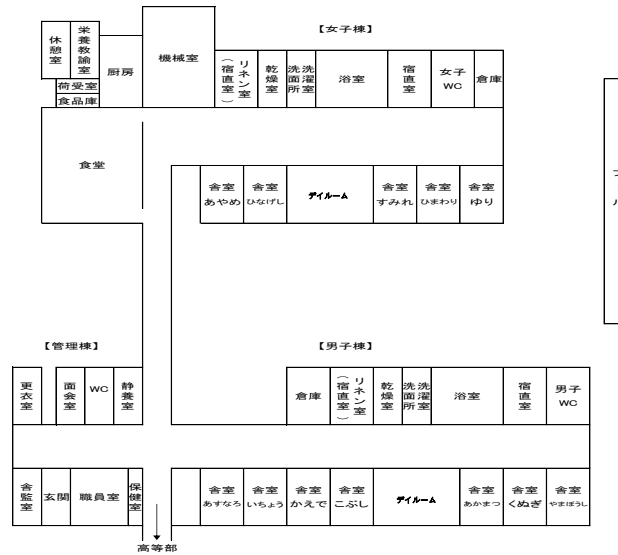 【女子棟】
休憩室
栄養教諭室
厨房
機械室
荷受室
食品庫
リネン室
（宿直室）
乾燥室
洗濯室
洗面所
浴室
宿直室
女子
WC
倉庫
食堂
舎室
あやめ
舎室
ひなげし
デイルーム
舎室
すみれ
舎室
ひまわり
舎室
ゆり
【管理棟】
【男子棟】
更衣室
面会室
WC
静養室
倉庫
リネン室
（宿直室）
乾燥室
洗濯室
洗面所
浴室
宿直室
男子
WC
舎監室
玄関
職員室
保健室
舎室
あすなろ
舎室
いちょう
舎室
かえで
舎室
こぶし
デイルーム
舎室
あかまつ
舎室
くぬぎ
舎室
やまぼうし
高等部